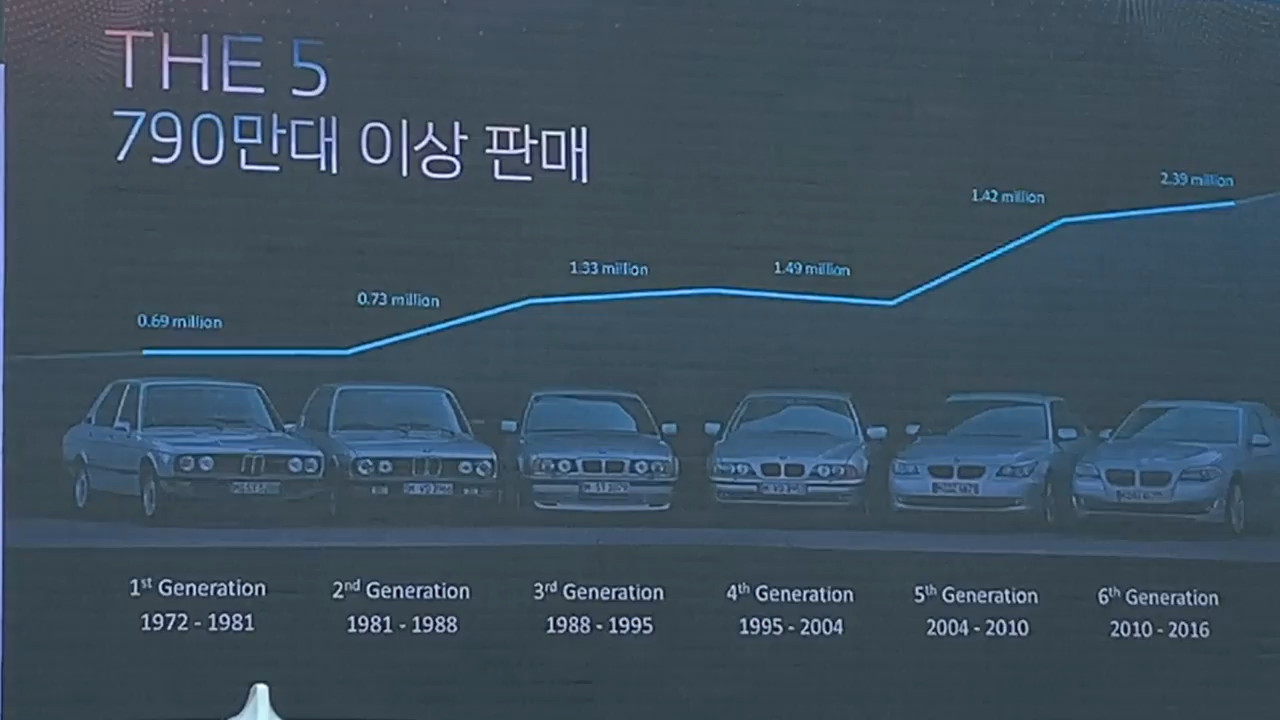 THE 5
790만대 이상 판매
0.69 million
0.73 million
1.33 million
1.49 million
1.42 million
2.39 million
1st Generation
1972 - 1981
2nd Generation
1981 - 1988
3rd Generation
1988 - 1995
4th Generation
1995 - 2004
5th Generation
2004 - 2010
6th Generation
2010 - 2016